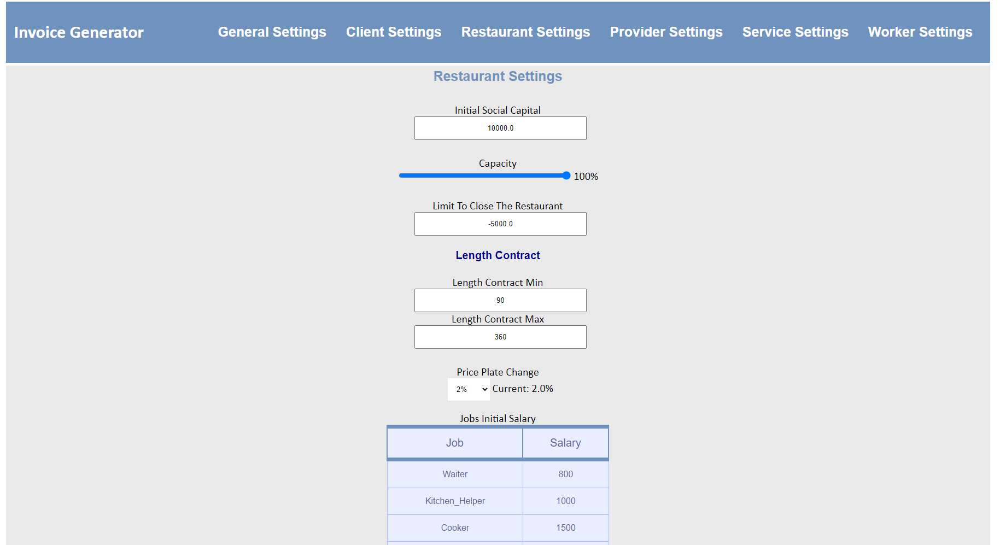 Invoice Generator General Settings Client Settings Restaurant Settings Provider Settings Service Settings Worker Settings
Restaurant Settings
Initial Social Capital
10000.0
Capacity
100%
Limit To Close The Restaurant
-5000.0
Length Contract
Length Contract Min
90
Length Contract Max
360
Price Plate Change
2% Current: 2.0%
Jobs Initial Salary
Job Salary
Waiter 800
Kitchen_Helper 1000
Cooker 1500